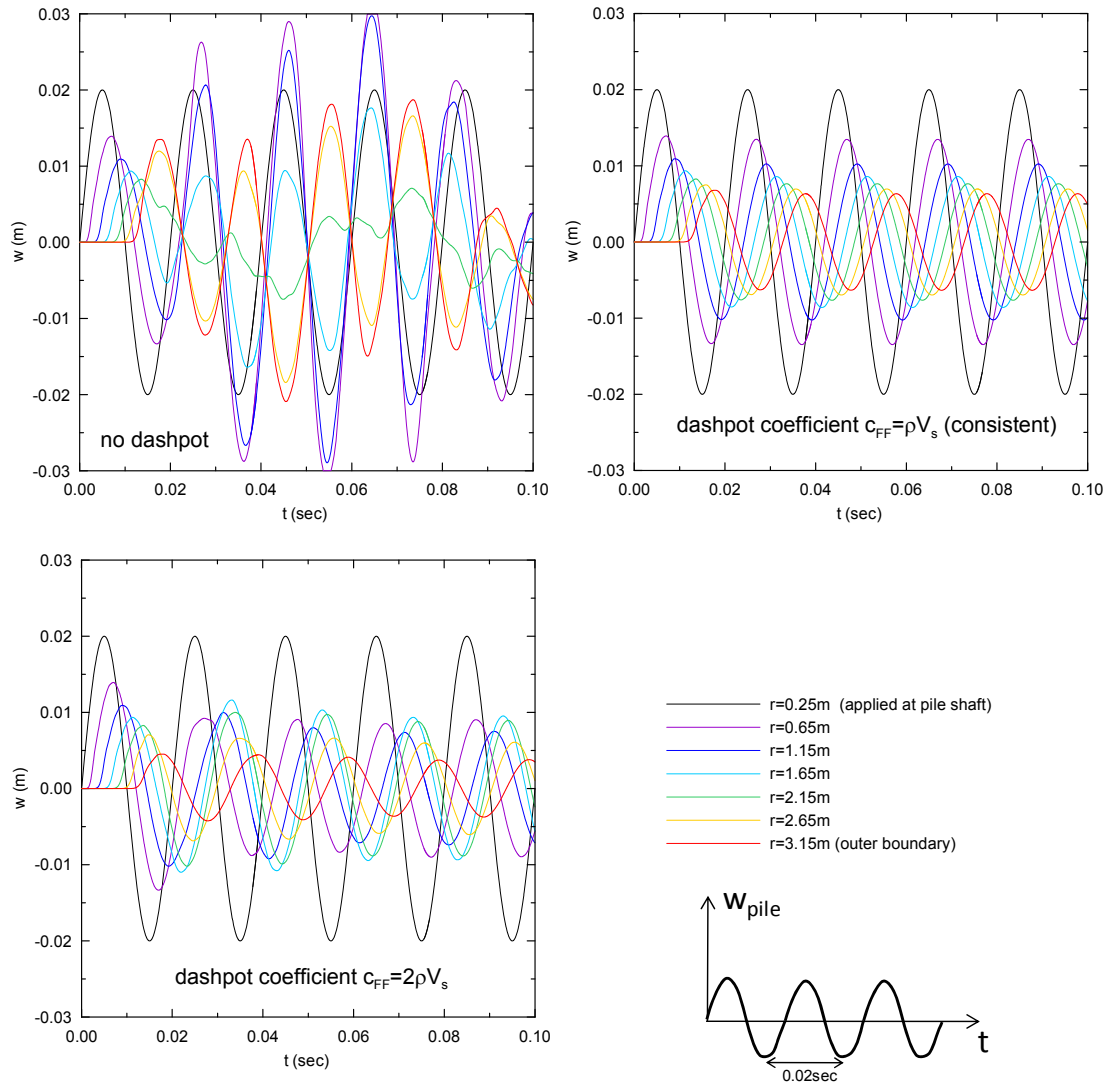 0.03
0.02
0.01
0.00
-0.01
-0.02
-0.03
w (m)
no dashpot
0.00 0.02 0.04 0.06 0.08 0.10
t (sec)
0.03
0.02
0.01
0.00
-0.01
-0.02
-0.03
w (m)
dashpot coefficient c_FF=ρV_s (consistent)
0.00 0.02 0.04 0.06 0.08 0.10
t (sec)
0.03
0.02
0.01
0.00
-0.01
-0.02
-0.03
w (m)
dashpot coefficient c_FF=2ρV_s
0.00 0.02 0.04 0.06 0.08 0.10
t (sec)
r=0.25m (applied at pile shaft)
r=0.65m
r=1.15m
r=1.65m
r=2.15m
r=2.65m
r=3.15m (outer boundary)
w_pile
t
0.02sec